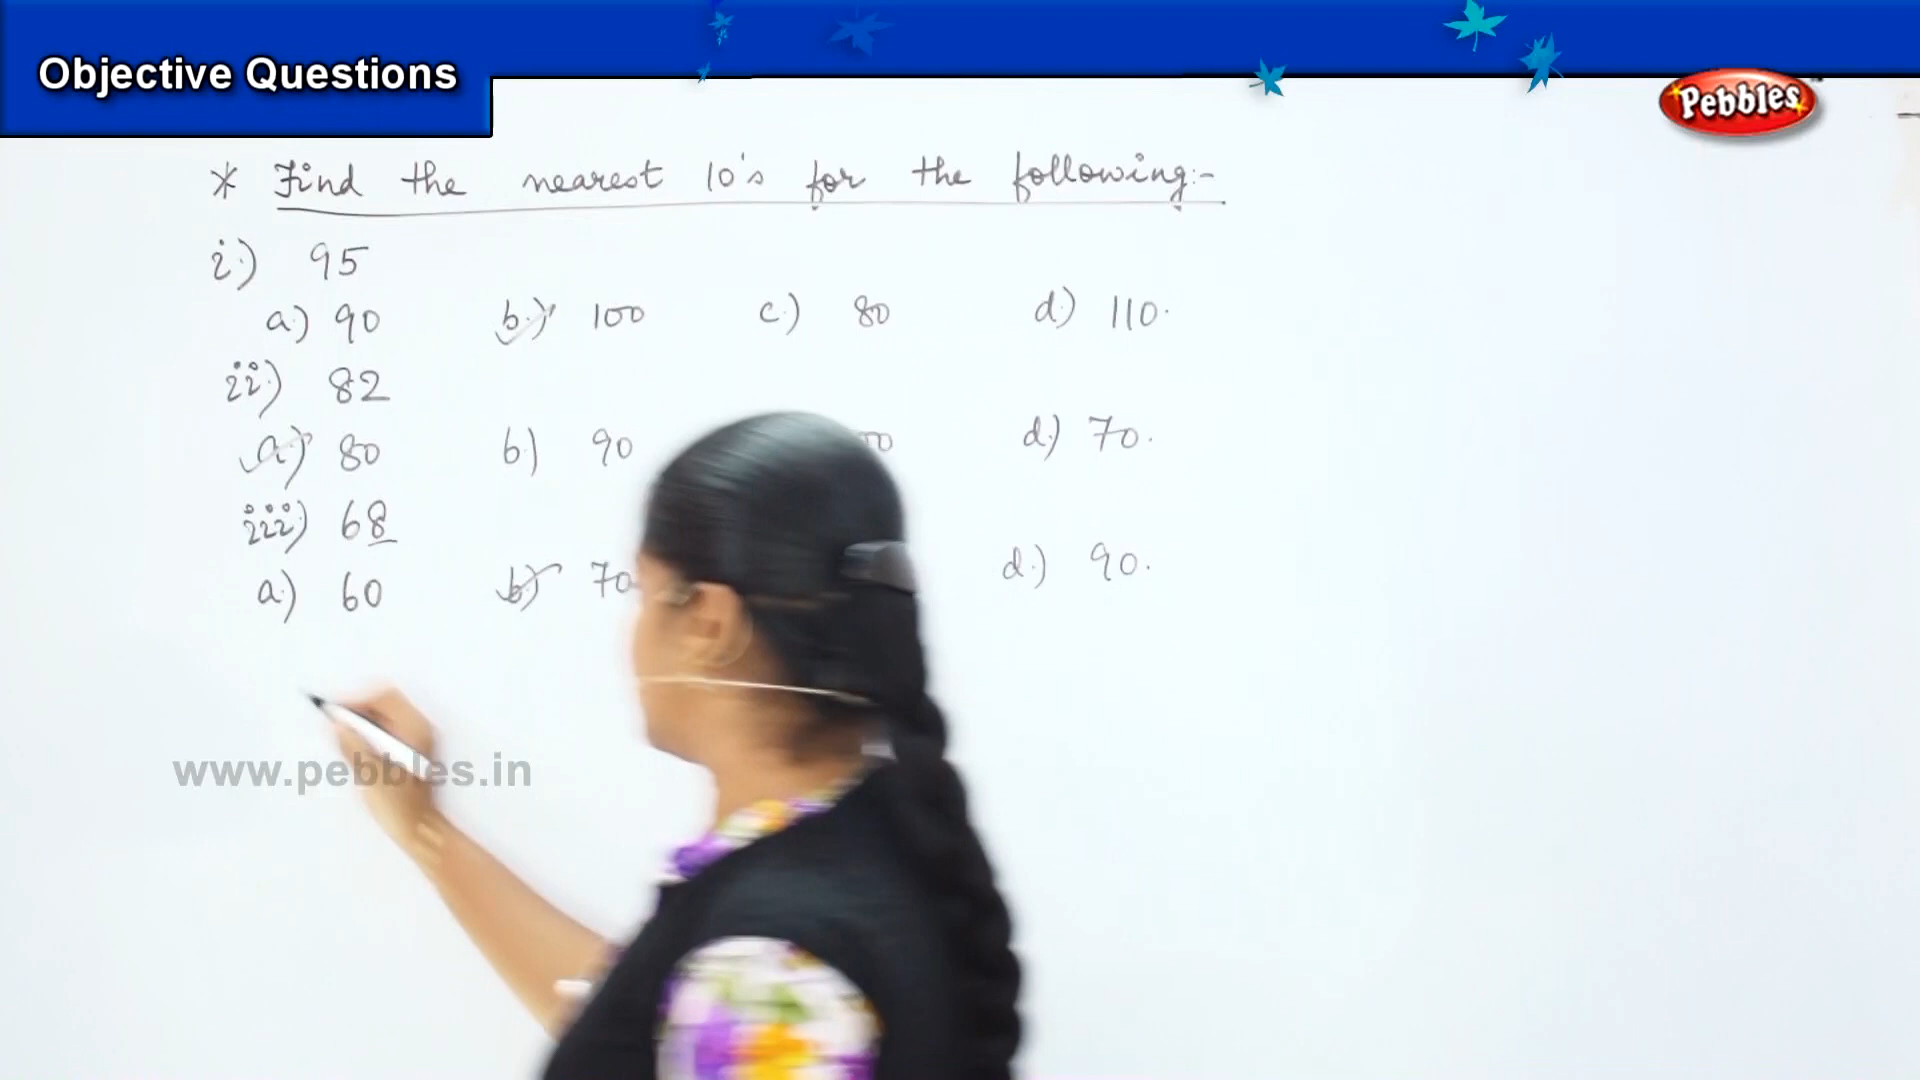 Objective Questions
Pebbles
* Find the nearest 10's for the following:-
i.) 95
a.) 90 b.) 100 c.) 80 d.) 110.
ii.) 82
a.) 80 b.) 90 d.) 70.
iii.) 68
a.) 60 b.) 70 d.) 90.
www.pebbles.in